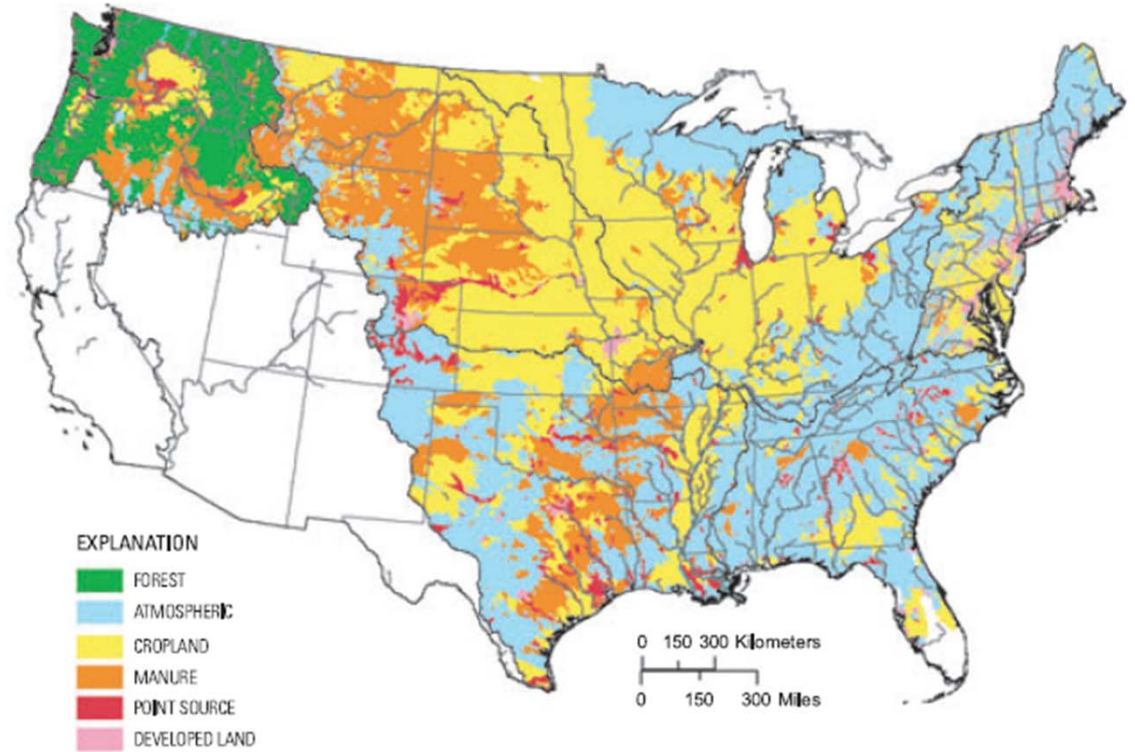 EXPLANATION
FOREST
ATMOSPHERIC
CROPLAND
MANURE
POINT SOURCE
DEVELOPED LAND
0 150 300 Kilometers
0 150 300 Miles